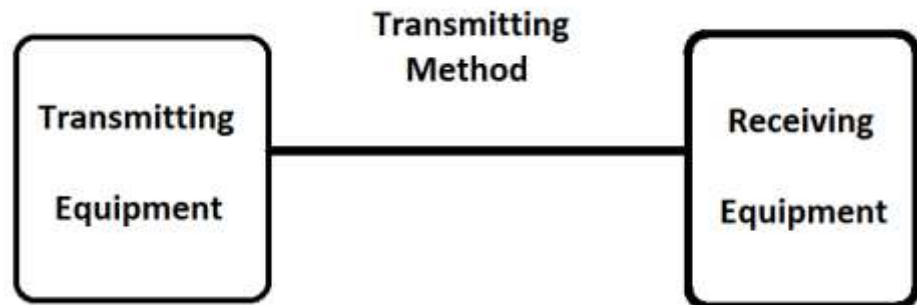 Transmitting
Method
Transmitting
Equipment
Receiving
Equipment